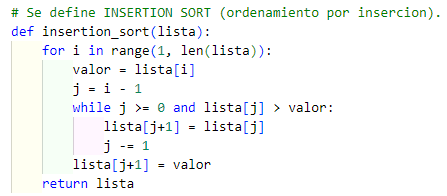 # Se define INSERTION SORT (ordenamiento por insercion).
def insertion_sort(lista):
    for i in range(1, len(lista)):
        valor = lista[i]
        j = i - 1
        while j >= 0 and lista[j] > valor:
            lista[j+1] = lista[j]
            j -= 1
        lista[j+1] = valor
    return lista